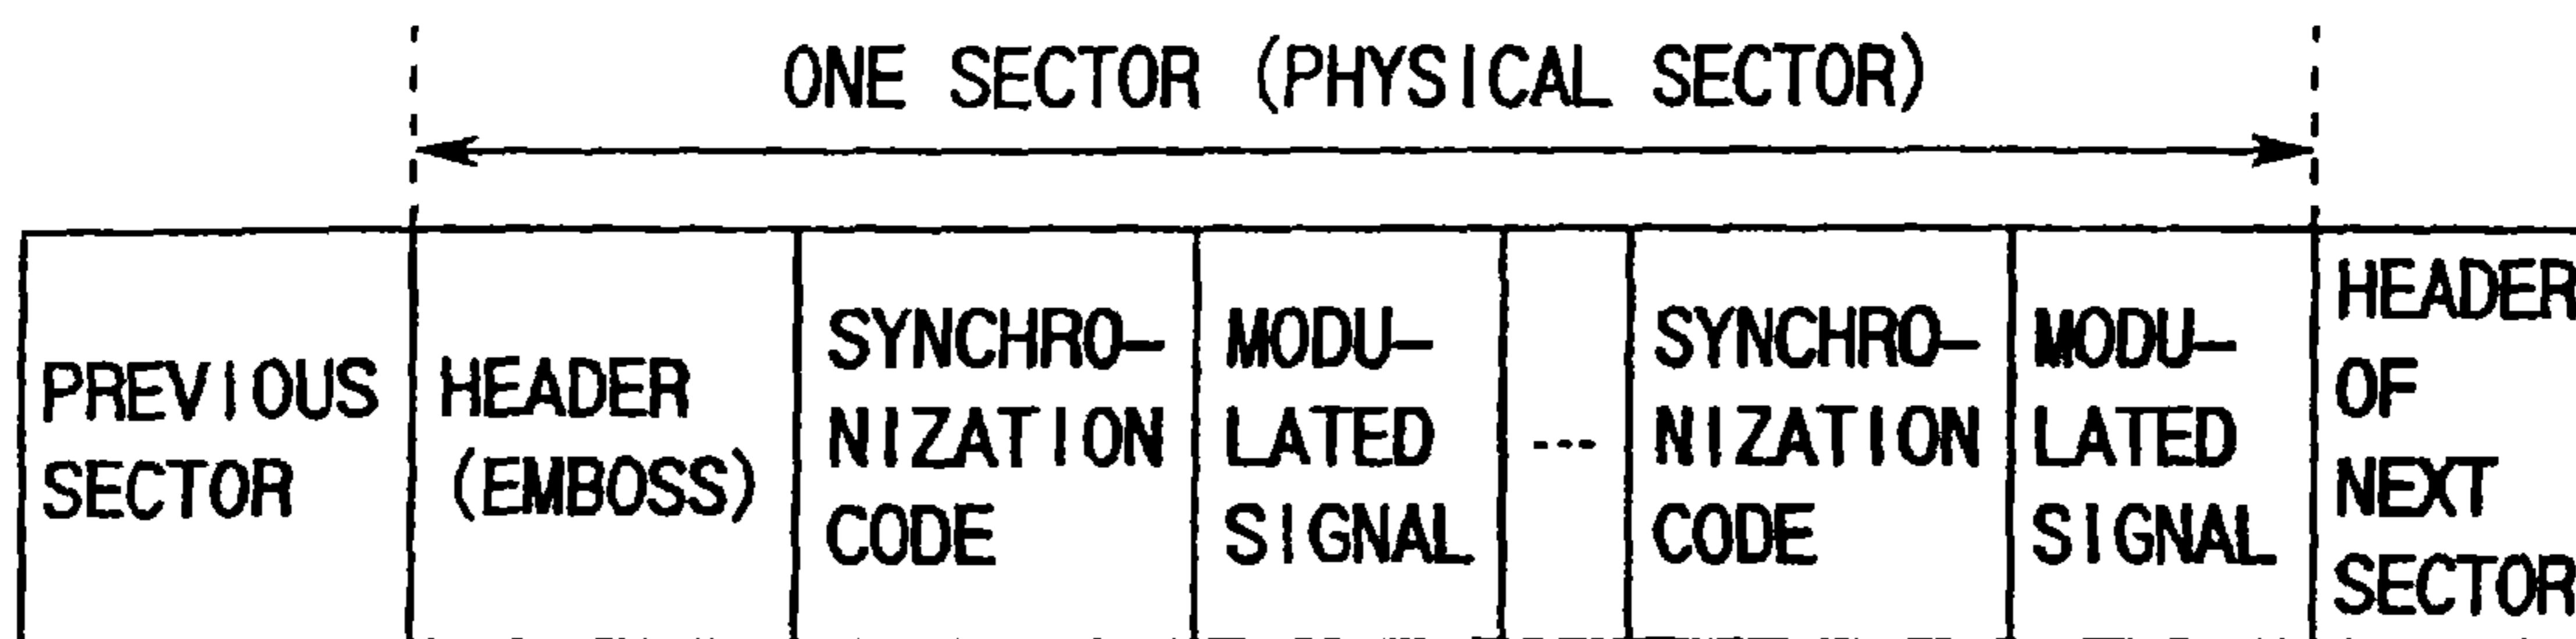 ONE SECTOR (PHYSICAL SECTOR)
PREVIOUS
SECTOR
HEADER
(EMBOSS)
SYNCHRO-
NIZATION
CODE
MODU-
LATED
SIGNAL
---
SYNCHRO-
NIZATION
CODE
MODU-
LATED
SIGNAL
HEADER
OF
NEXT
SECTOR